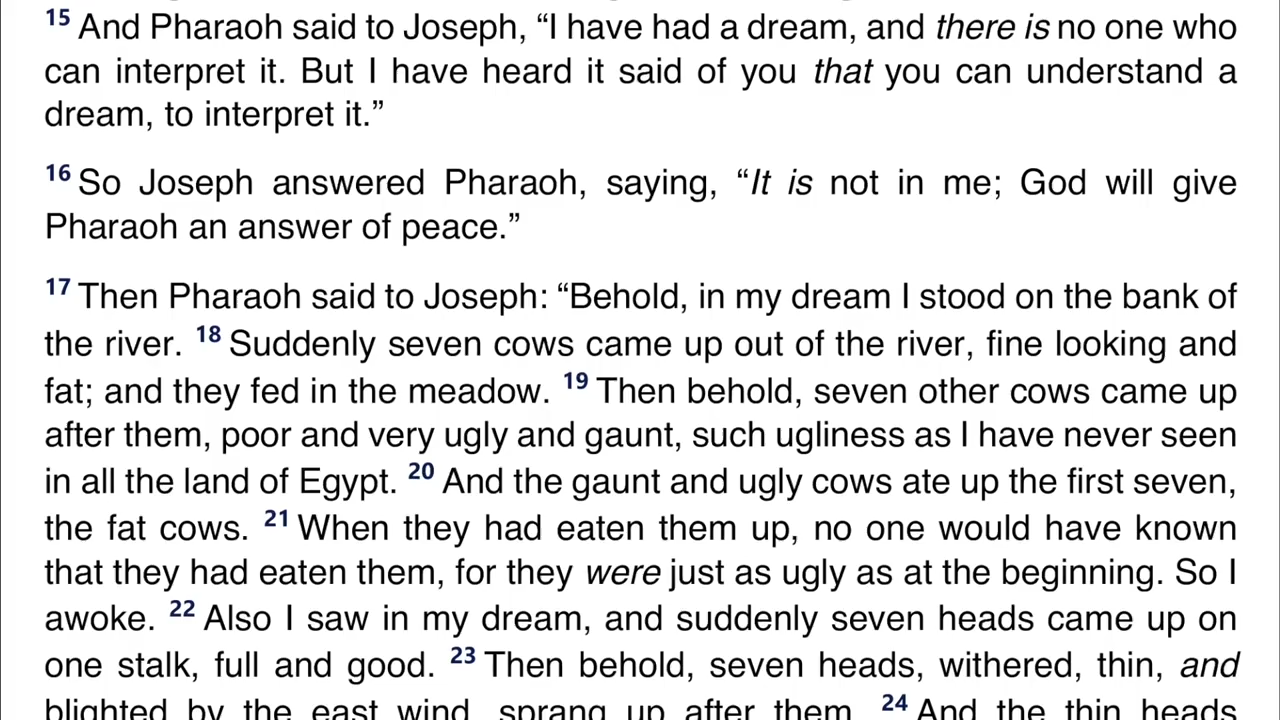 15 And Pharaoh said to Joseph, “I have had a dream, and there is no one who
can interpret it. But I have heard it said of you that you can understand a
dream, to interpret it.”
16 So Joseph answered Pharaoh, saying, “It is not in me; God will give
Pharaoh an answer of peace.”
17 Then Pharaoh said to Joseph: “Behold, in my dream I stood on the bank of
the river. 18 Suddenly seven cows came up out of the river, fine looking and
fat; and they fed in the meadow. 19 Then behold, seven other cows came up
after them, poor and very ugly and gaunt, such ugliness as I have never seen
in all the land of Egypt. 20 And the gaunt and ugly cows ate up the first seven,
the fat cows. 21 When they had eaten them up, no one would have known
that they had eaten them, for they were just as ugly as at the beginning. So I
awoke. 22 Also I saw in my dream, and suddenly seven heads came up on
one stalk, full and good. 23 Then behold, seven heads, withered, thin, and
blighted by the east wind, sprang up after them. 24 And the thin heads